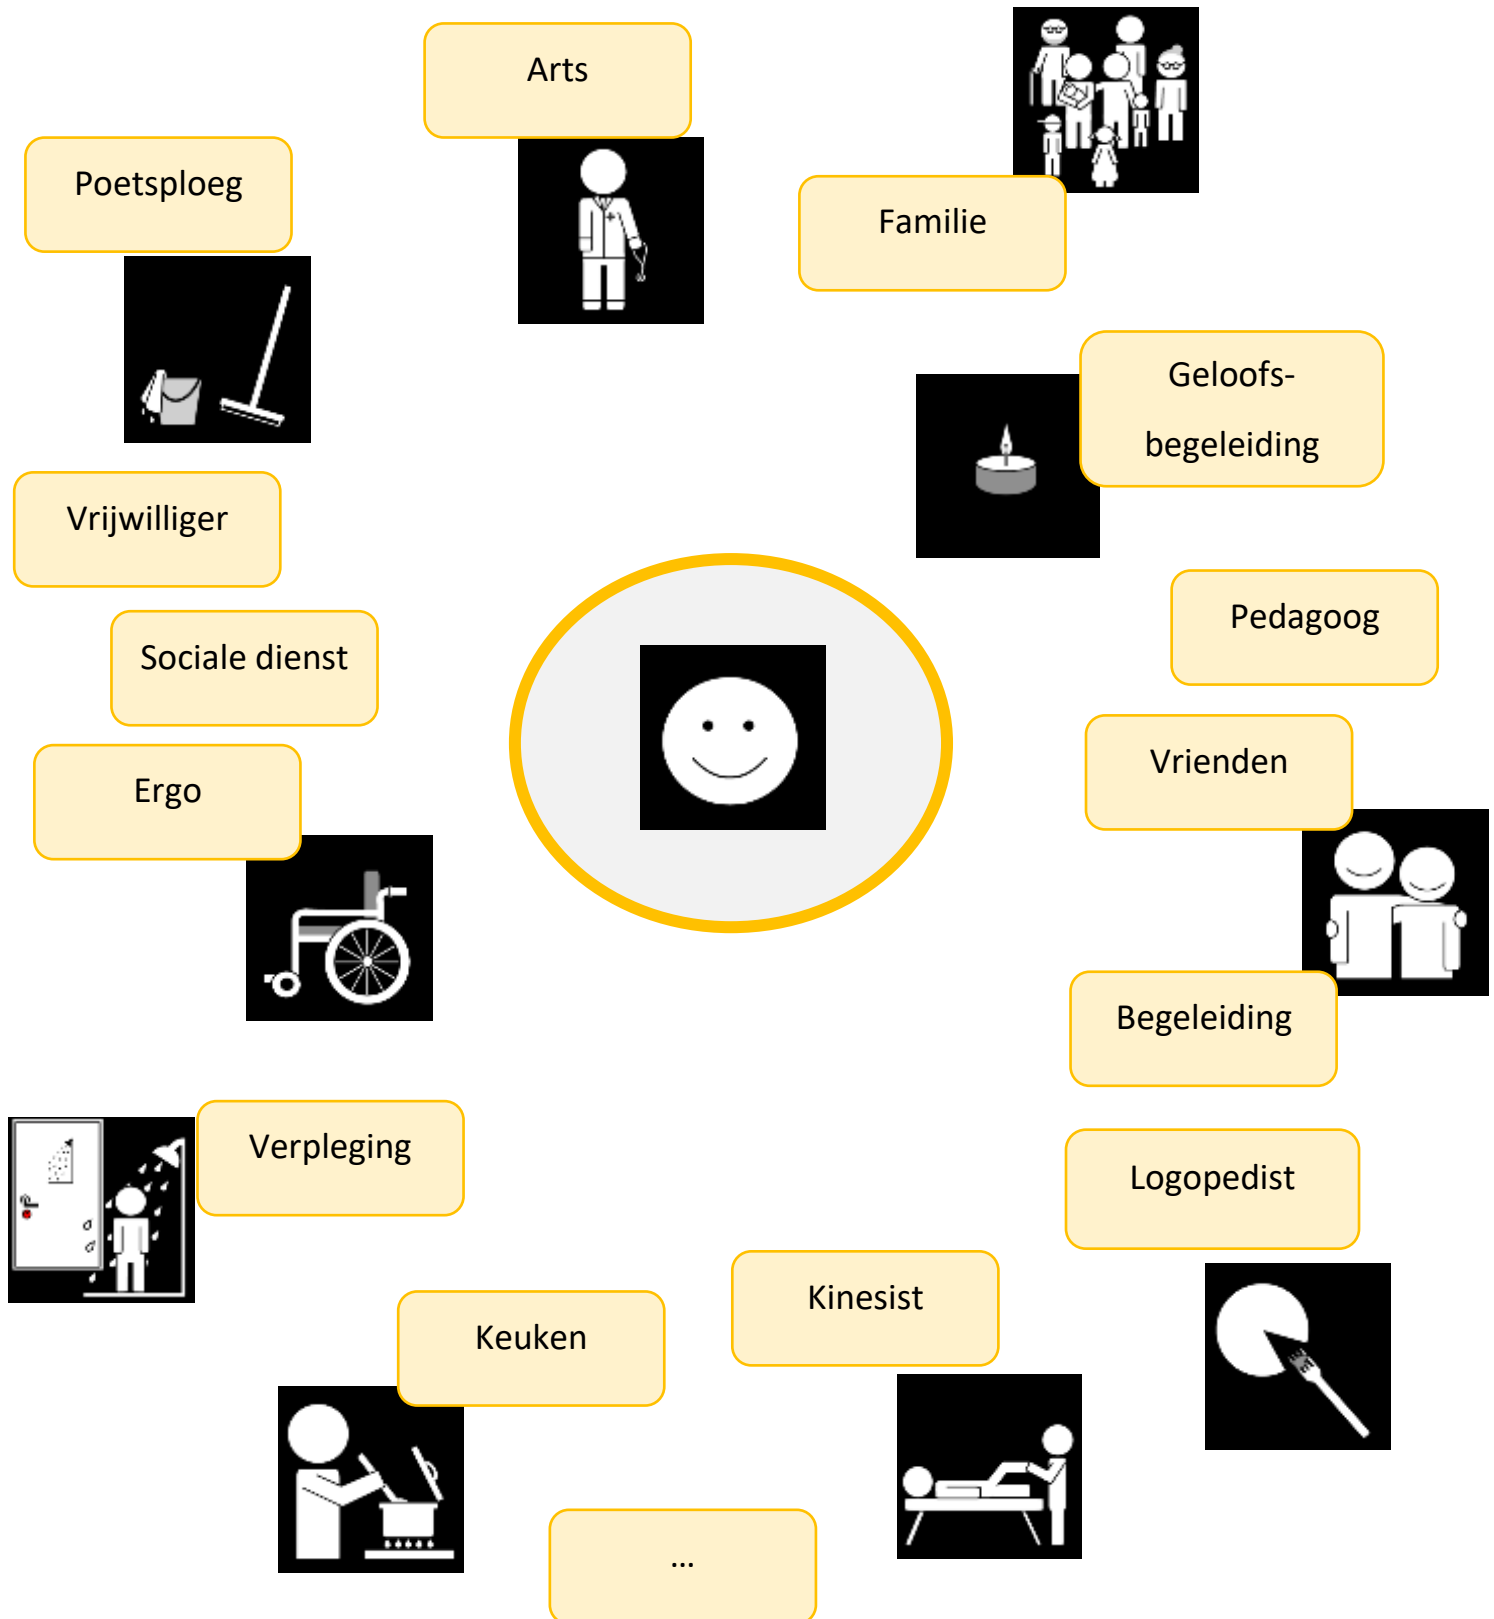 Arts
Familie
Poetsploeg
Geloofs-
begeleiding
Vrijwilliger
Pedagoog
Sociale dienst
Vrienden
Ergo
Begeleiding
Verpleging
Logopedist
Kinesist
Keuken
…